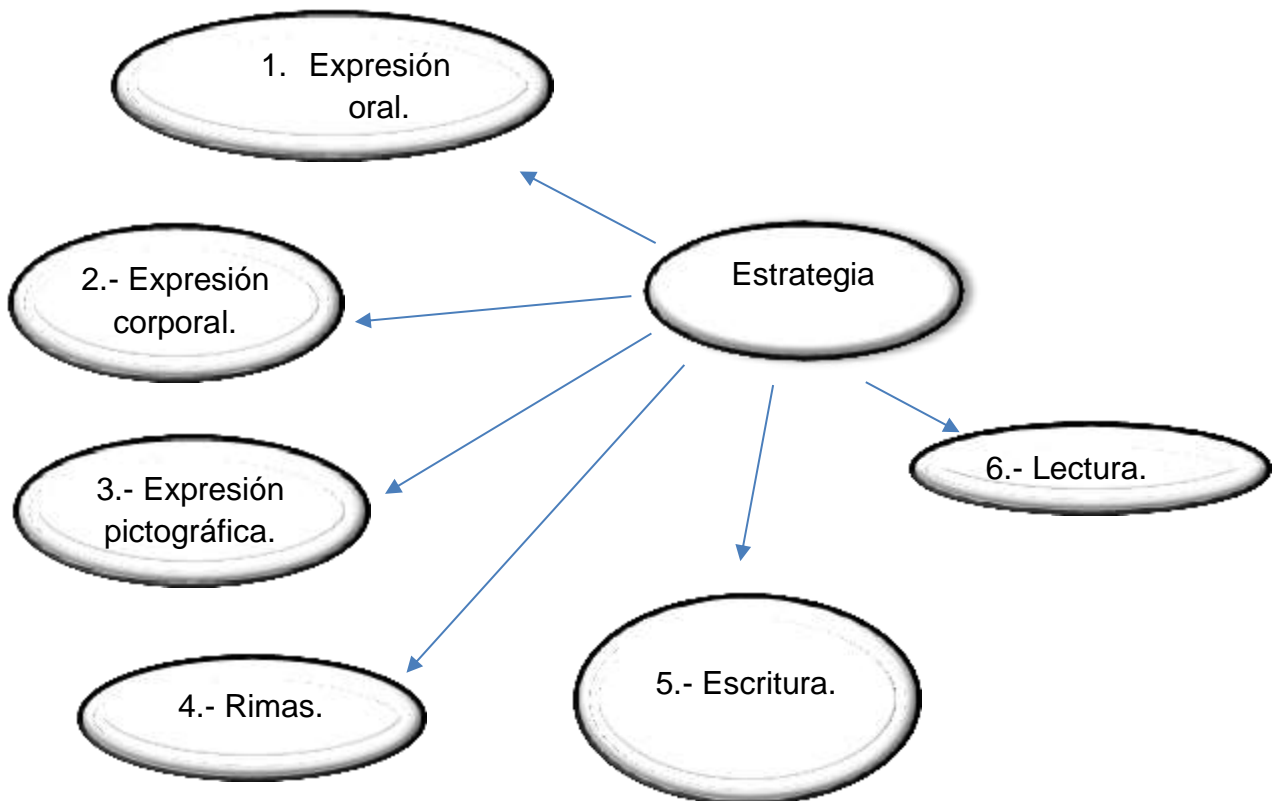 1. Expresión
oral.
Estrategia
2.- Expresión
corporal.
3.- Expresión
pictográfica.
6.- Lectura.
4.- Rimas.
5.- Escritura.